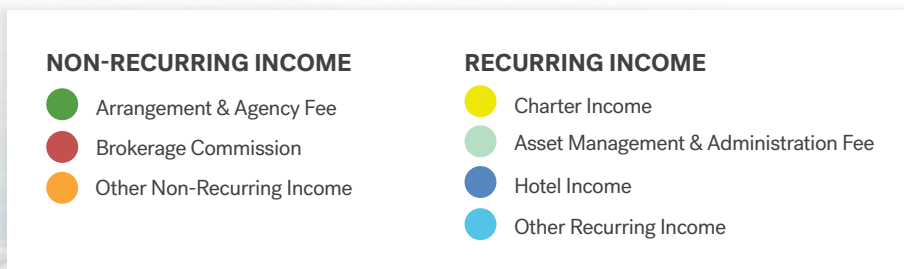 NON-RECURRING INCOME
Arrangement & Agency Fee
Brokerage Commission
Other Non-Recurring Income
RECURRING INCOME
Charter Income
Asset Management & Administration Fee
Hotel Income
Other Recurring Income